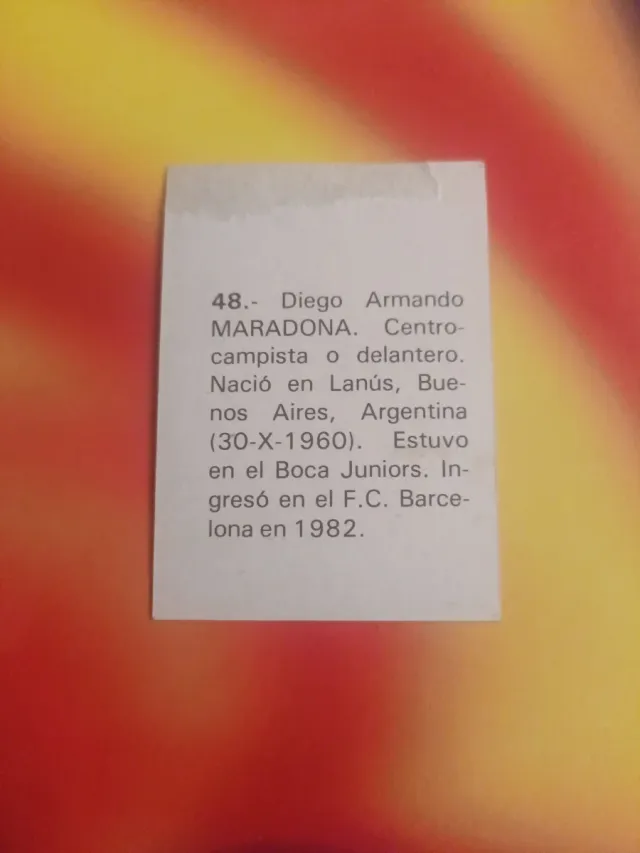 48.- Diego Armando
MARADONA. Centro-
campista o delantero.
Nació en Lanús, Bue-
nos Aires, Argentina
(30-X-1960). Estuvo
en el Boca Juniors. In-
gresó en el F.C. Barce-
lona en 1982.